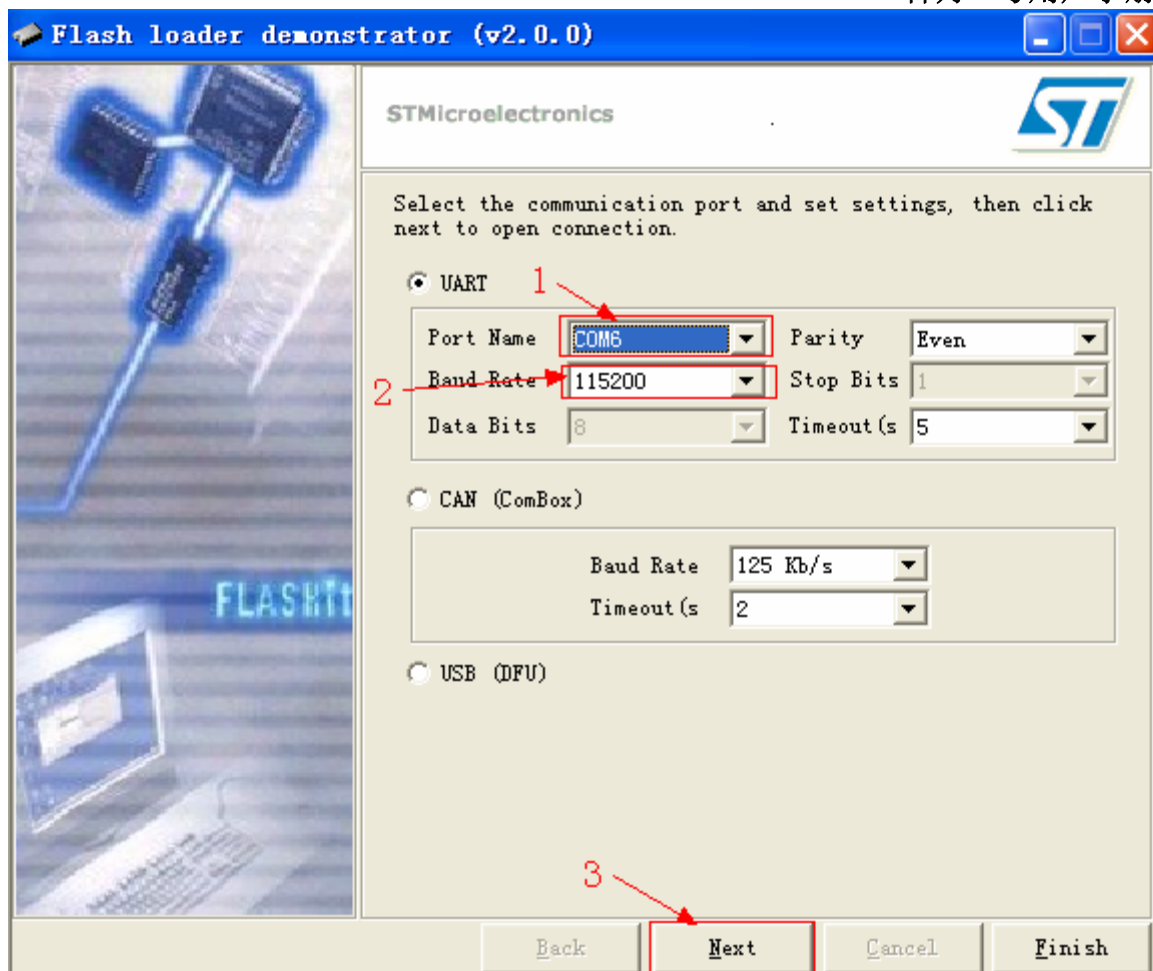 Flash loader demonstrator (v2.0.0)
STMicroelectronics
ST
Select the communication port and set settings, then click
next to open connection.
UART 1
Port Name COM6 Parity Even
2 Baud Rate 115200 Stop Bits 1
Data Bits 8 Timeout(s 5
CAN (ComBox)
Baud Rate 125 Kb/s
Timeout(s 2
FLASHIt
USB (DFU)
3
Back Next Cancel Finish